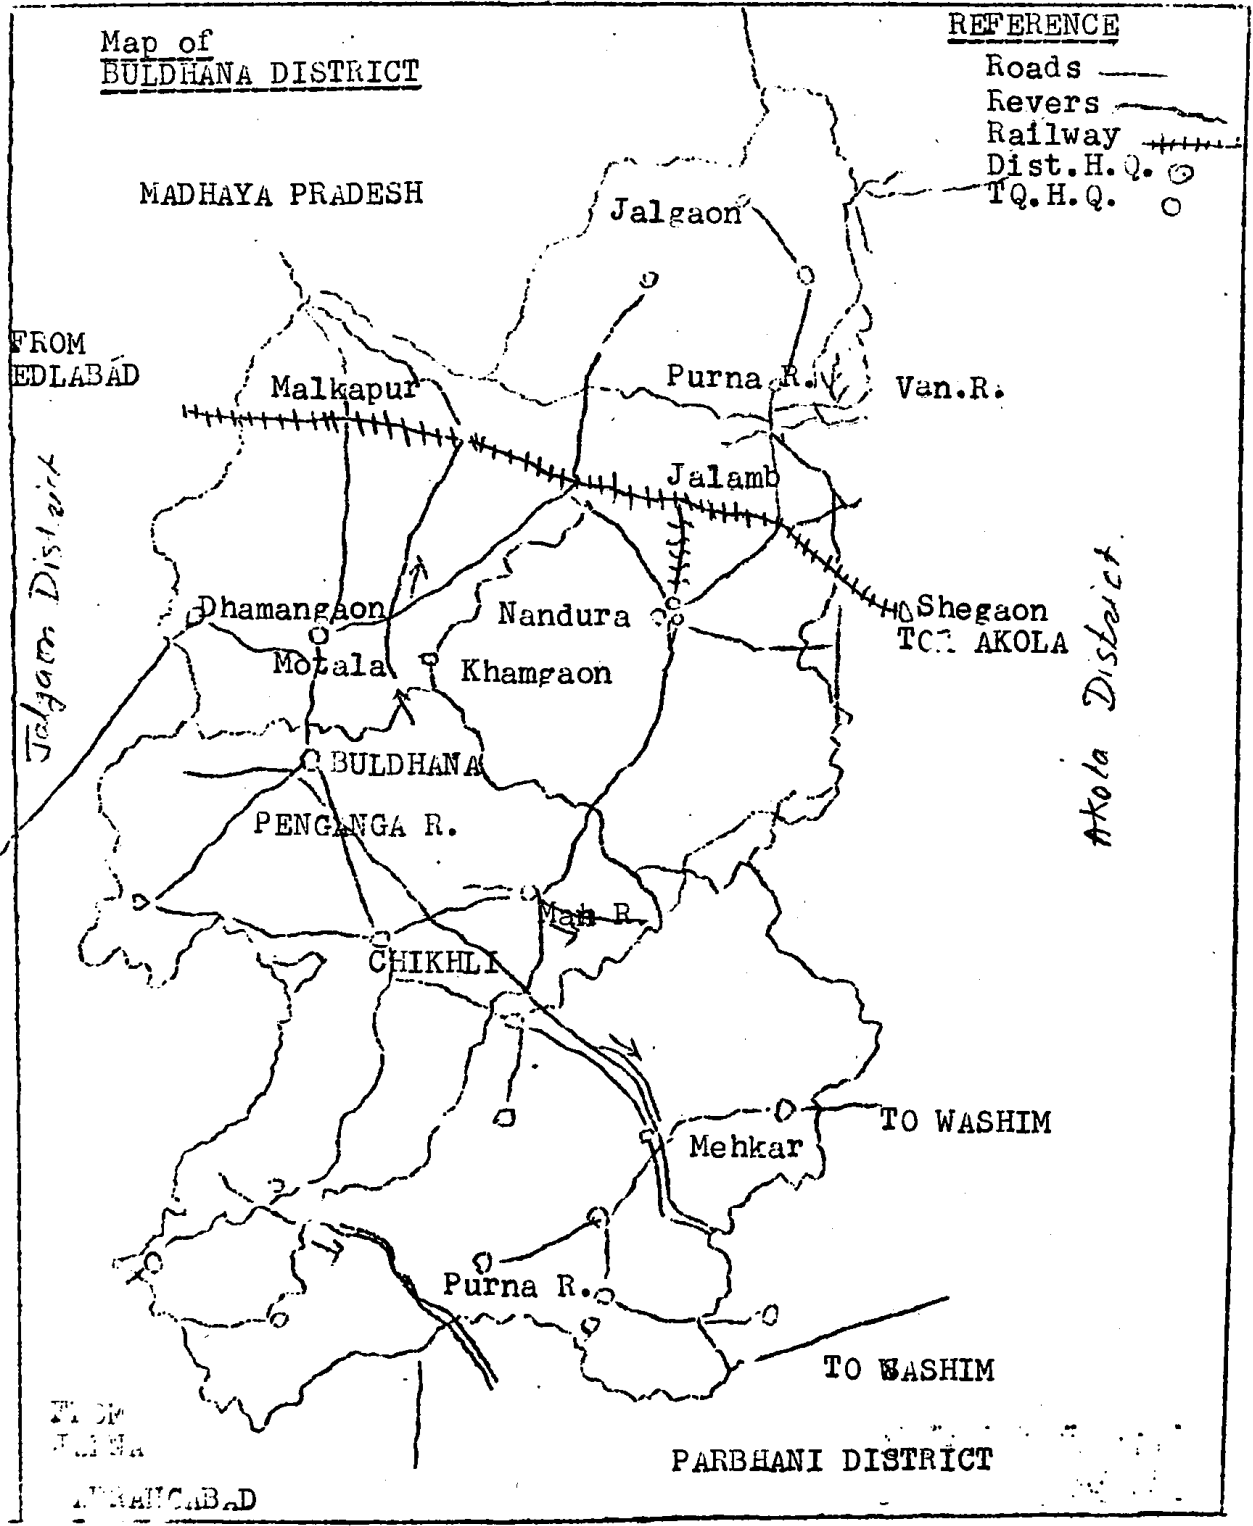 Map of
BULDHANA DISTRICT
REFERENCE
Roads
Revers
Railway
Dist.H.Q.
TQ.H.Q.
MADHAYA PRADESH
Jalgaon
FROM
EDLABAD
Malkapur
Purna R.
Van.R.
Jalamb
Jalgaon District
Dhamangaon
Nandura
Shegaon
AKOLA
Motala
Khamgaon
Akola District
BULDHANA
PENGANGA R.
R
CHIKHLI
TO WASHIM
Mehkar
Purna R.
TO WASHIM
PARBHANI DISTRICT